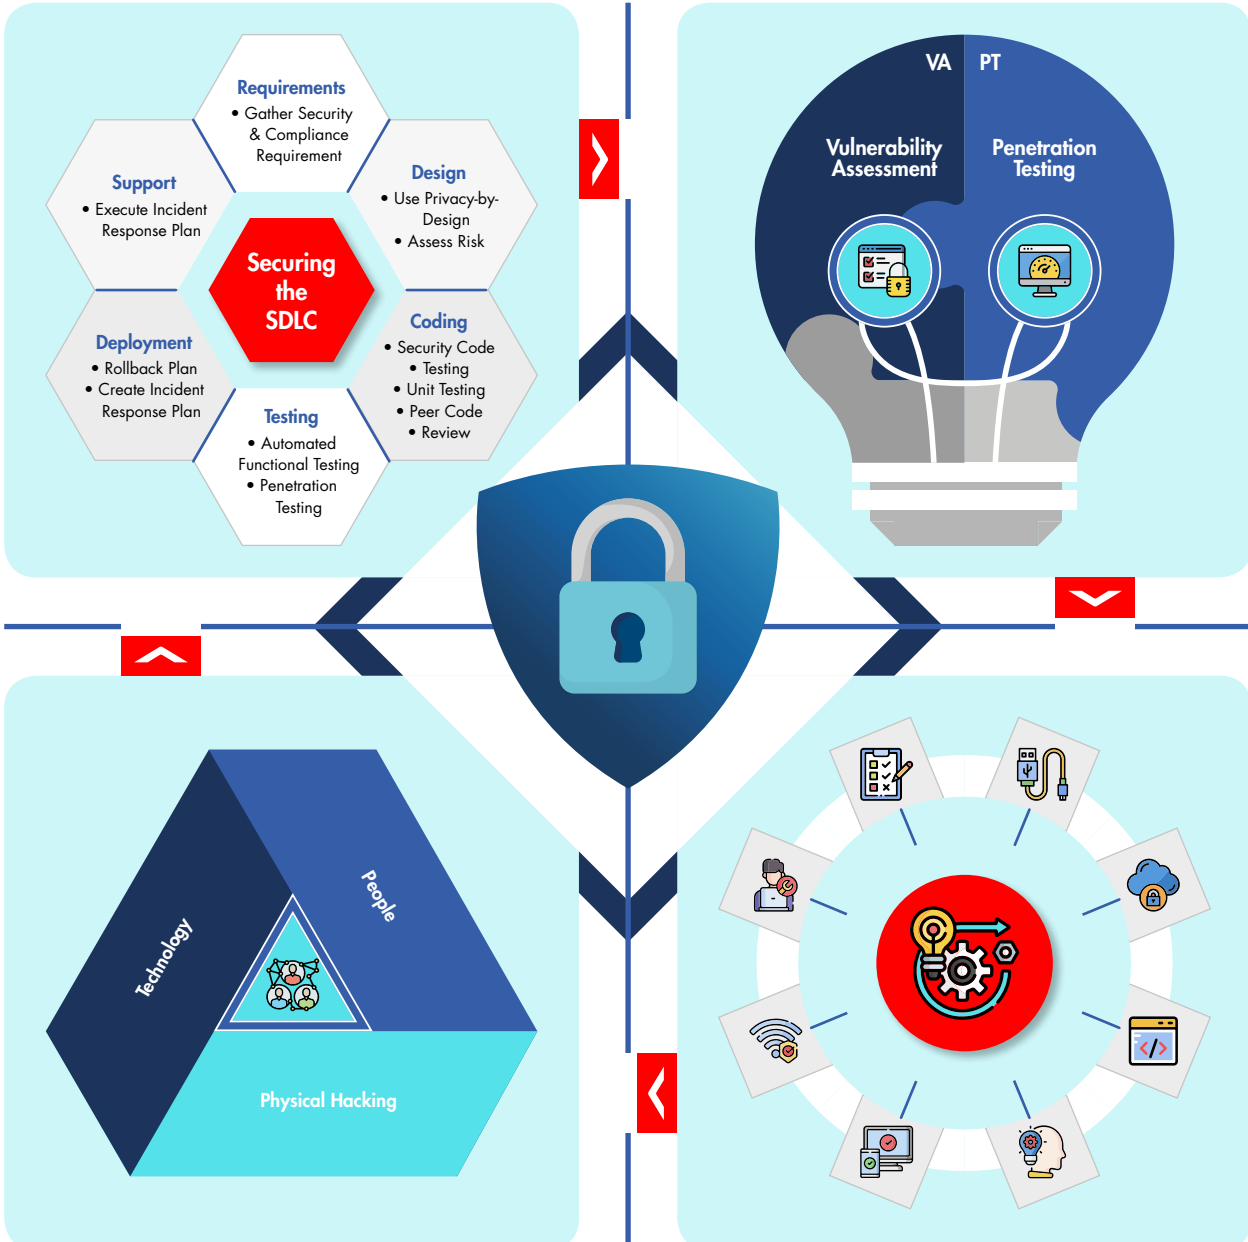 Requirements
• Gather Security
& Compliance
Requirement
Design
• Use Privacy-by-
Design
• Assess Risk
Coding
• Security Code
• Testing
• Unit Testing
• Peer Code
• Review
Testing
• Automated
Functional Testing
• Penetration
Testing
Deployment
• Rollback Plan
• Create Incident
Response Plan
Support
• Execute Incident
Response Plan
Securing
the
SDLC
VA
PT
Vulnerability
Assessment
Penetration
Testing
Technology
People
Physical Hacking